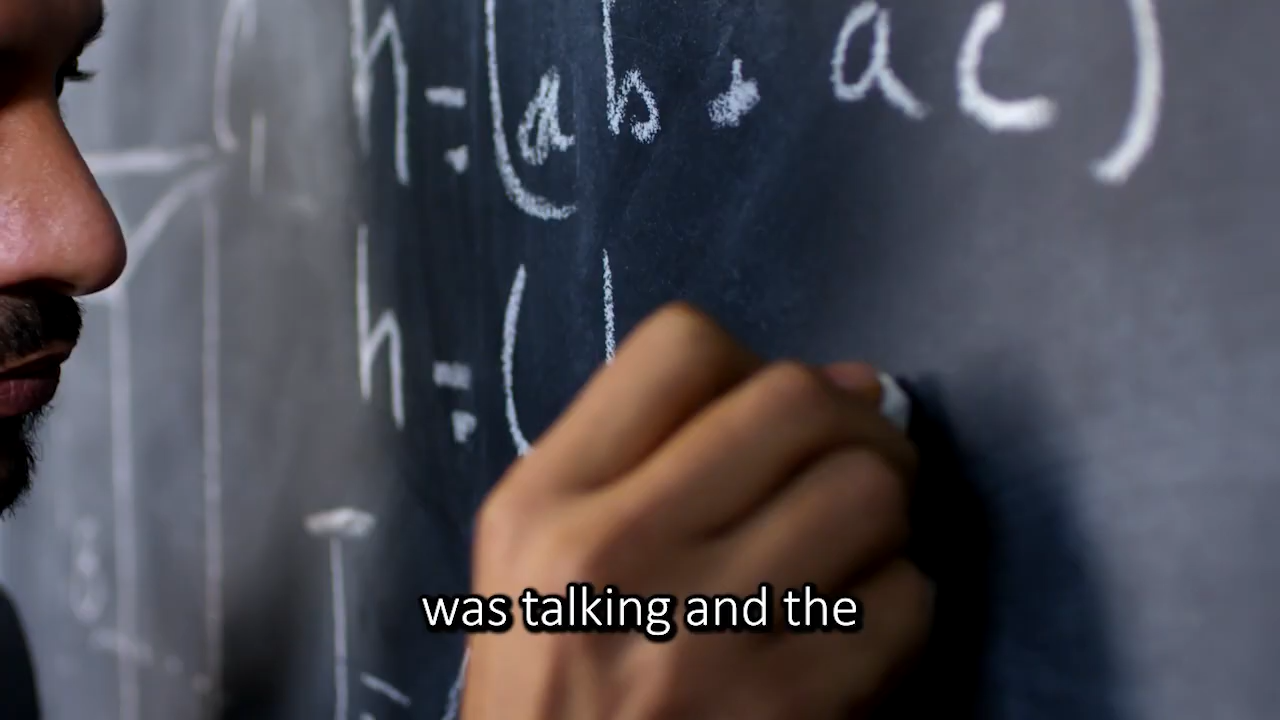 h = (ab + ac)
h = (
was talking and the